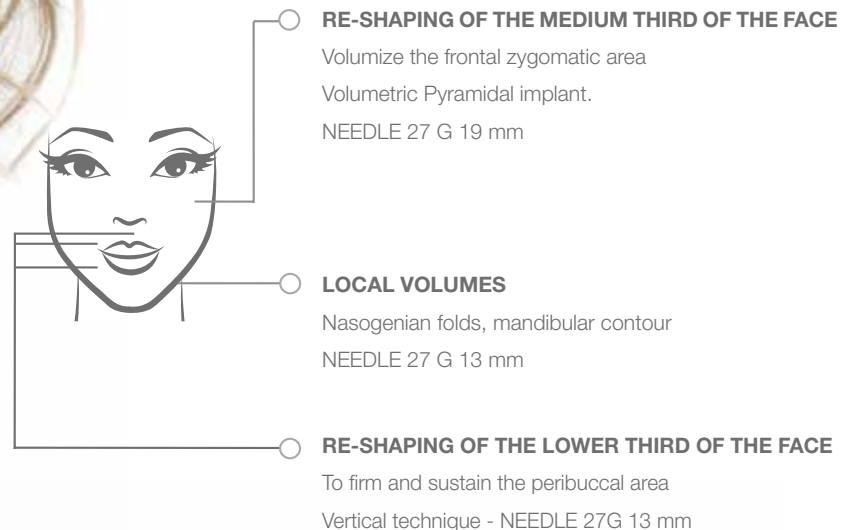 RE-SHAPING OF THE MEDIUM THIRD OF THE FACE
Volumize the frontal zygomatic area
Volumetric Pyramidal implant.
NEEDLE 27 G 19 mm
LOCAL VOLUMES
Nasogenian folds, mandibular contour
NEEDLE 27 G 13 mm
RE-SHAPING OF THE LOWER THIRD OF THE FACE
To firm and sustain the peribuccal area
Vertical technique - NEEDLE 27G 13 mm